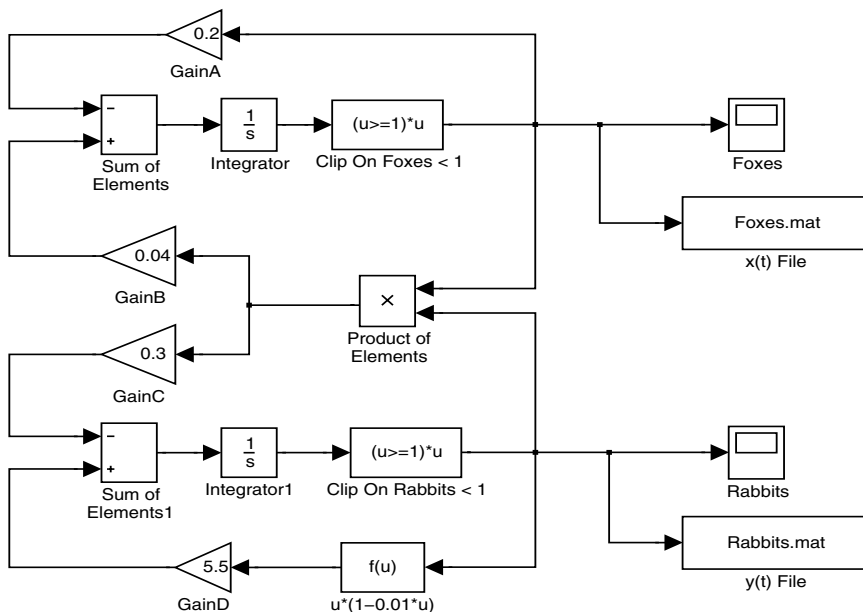 0.2
GainA
−
+
Sum of
Elements
1
s
Integrator
(u>=1)*u
Clip On Foxes < 1
Foxes
Foxes.mat
x(t) File
0.04
GainB
×
Product of
Elements
0.3
GainC
−
+
Sum of
Elements1
1
s
Integrator1
(u>=1)*u
Clip On Rabbits < 1
Rabbits
Rabbits.mat
y(t) File
5.5
GainD
f(u)
u*(1−0.01*u)